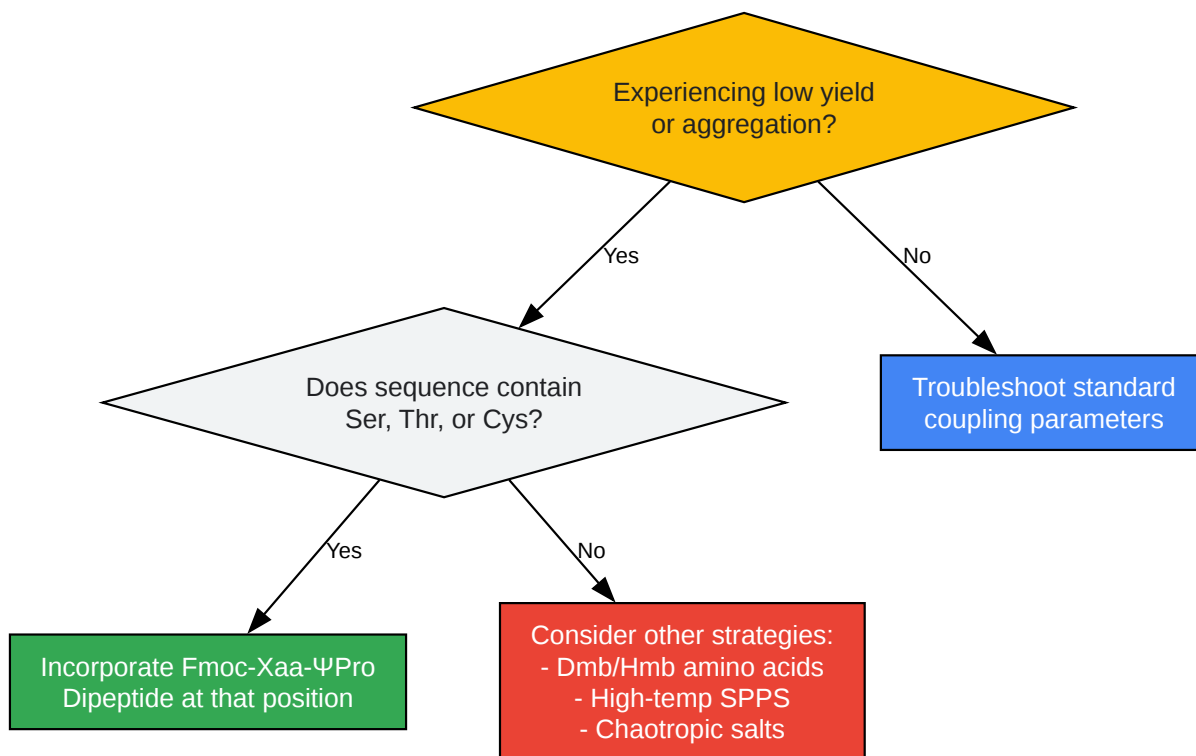 Experiencing low yield
or aggregation?
Yes
No
Does sequence contain
Ser, Thr, or Cys?
Troubleshoot standard
coupling parameters
Yes
No
Incorporate Fmoc-Xaa-ΨPro
Dipeptide at that position
Consider other strategies:
- Dmb/Hmb amino acids
- High-temp SPPS
- Chaotropic salts